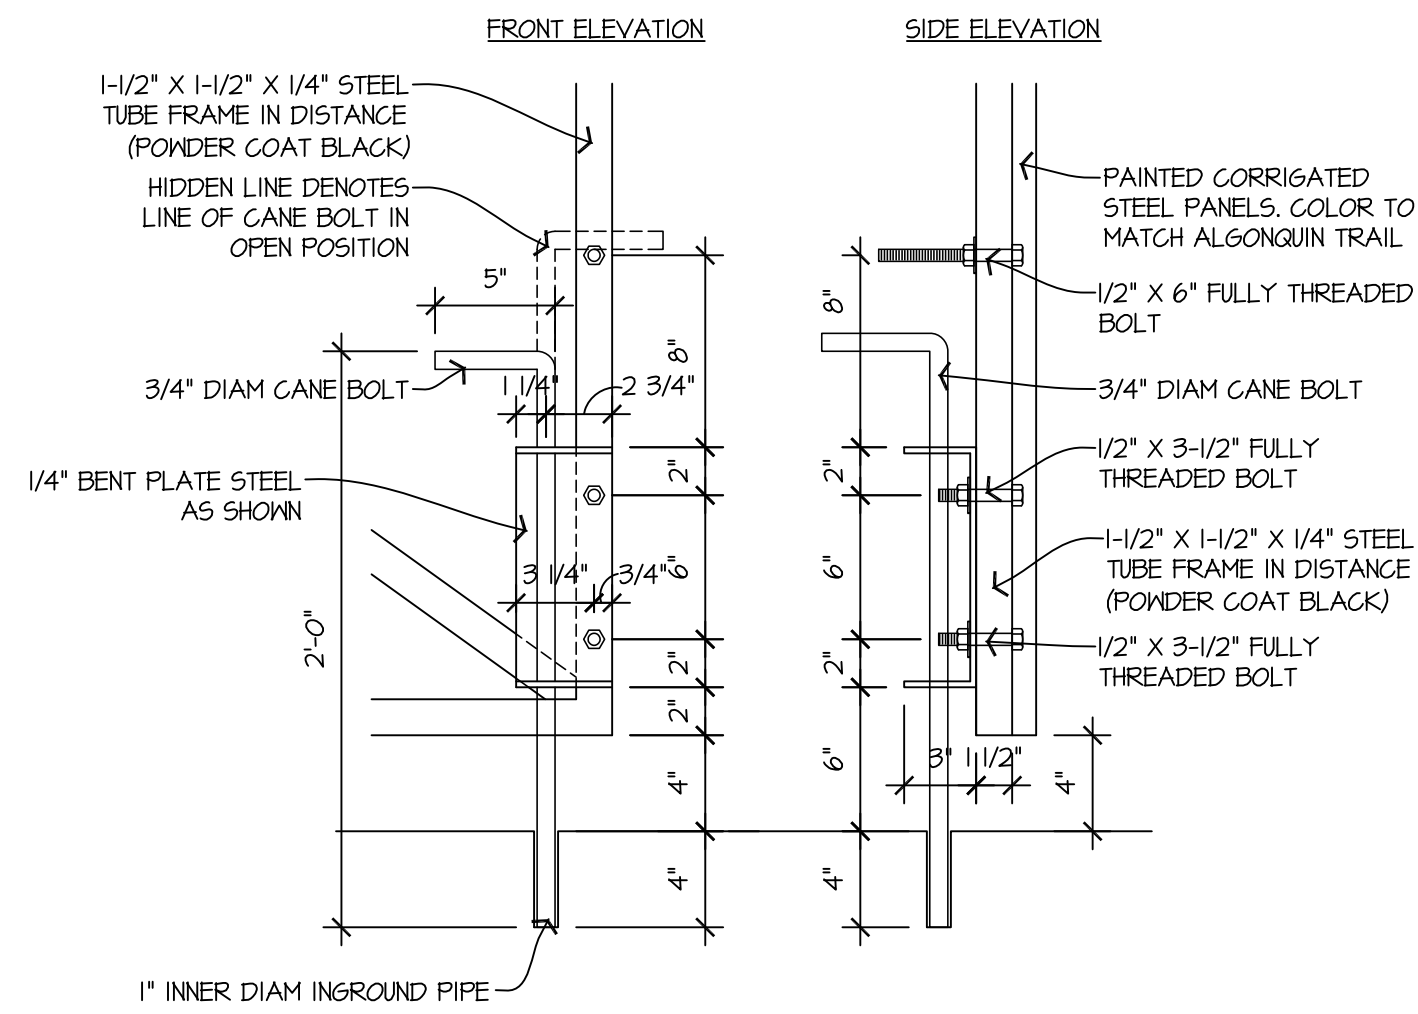 FRONT ELEVATION
SIDE ELEVATION
1-1/2" X 1-1/2" X 1/4" STEEL
TUBE FRAME IN DISTANCE
(POWDER COAT BLACK)
HIDDEN LINE DENOTES
LINE OF CANE BOLT IN
OPEN POSITION
5"
3/4" DIAM CANE BOLT
1 1/4"
2 3/4"
1/4" BENT PLATE STEEL
AS SHOWN
3 1/4"
3/4"
2'-0"
8"
2"
6"
2"
2"
4"
4"
1" INNER DIAM INGROUND PIPE
8"
2"
6"
2"
6"
4"
3"
1 1/2"
4"
PAINTED CORRIGATED
STEEL PANELS. COLOR TO
MATCH ALGONQUIN TRAIL
1/2" X 6" FULLY THREADED
BOLT
3/4" DIAM CANE BOLT
1/2" X 3-1/2" FULLY
THREADED BOLT
1-1/2" X 1-1/2" X 1/4" STEEL
TUBE FRAME IN DISTANCE
(POWDER COAT BLACK)
1/2" X 3-1/2" FULLY
THREADED BOLT